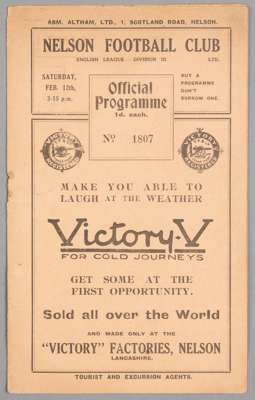 ABM. ALTHAM, LTD., 1, SCOTLAND ROAD, NELSON.
NELSON FOOTBALL CLUB
ENGLISH LEAGUE—DIVISION III LTD.
SATURDAY,
FEB. 12th,
3-15 p.m.
Official
Programme
1d. each.
No 1807
BUY A
PROGRAMME
DON'T
BORROW ONE.
VICTORY
VICTORY
MAKE YOU ABLE TO
LAUGH AT THE WEATHER
Victory-V
FOR COLD JOURNEYS
GET SOME AT THE
FIRST OPPORTUNITY.
Sold all over the World
AND MADE ONLY AT THE
"VICTORY" FACTORIES, NELSON
LANCASHIRE.
TOURIST AND EXCURSION AGENTS.